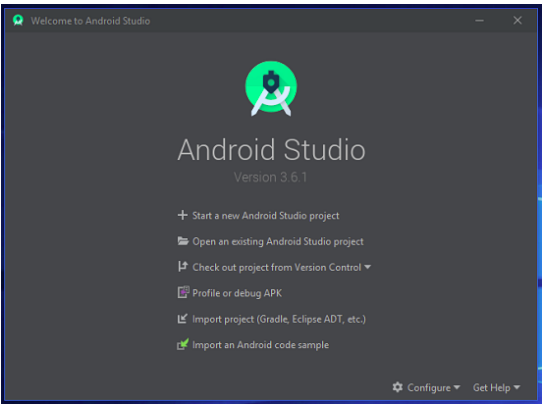 Welcome to Android Studio
Android Studio
Version 3.6.1
Start a new Android Studio project
Open an existing Android Studio project
Check out project from Version Control
Profile or debug APK
Import project (Gradle, Eclipse ADT, etc.)
Import an Android code sample
Configure Get Help